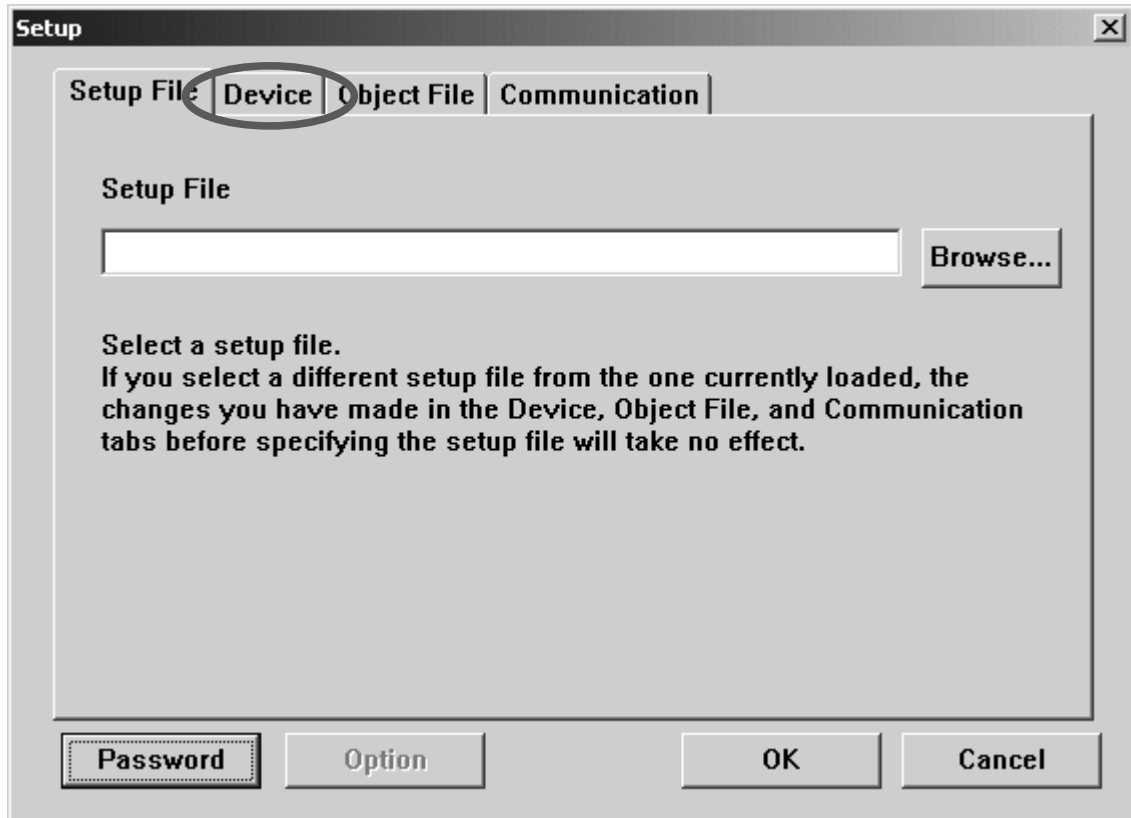 Setup
Setup File Device Object File Communication
Setup File
Browse...
Select a setup file.
If you select a different setup file from the one currently loaded, the
changes you have made in the Device, Object File, and Communication
tabs before specifying the setup file will take no effect.
Password Option OK Cancel